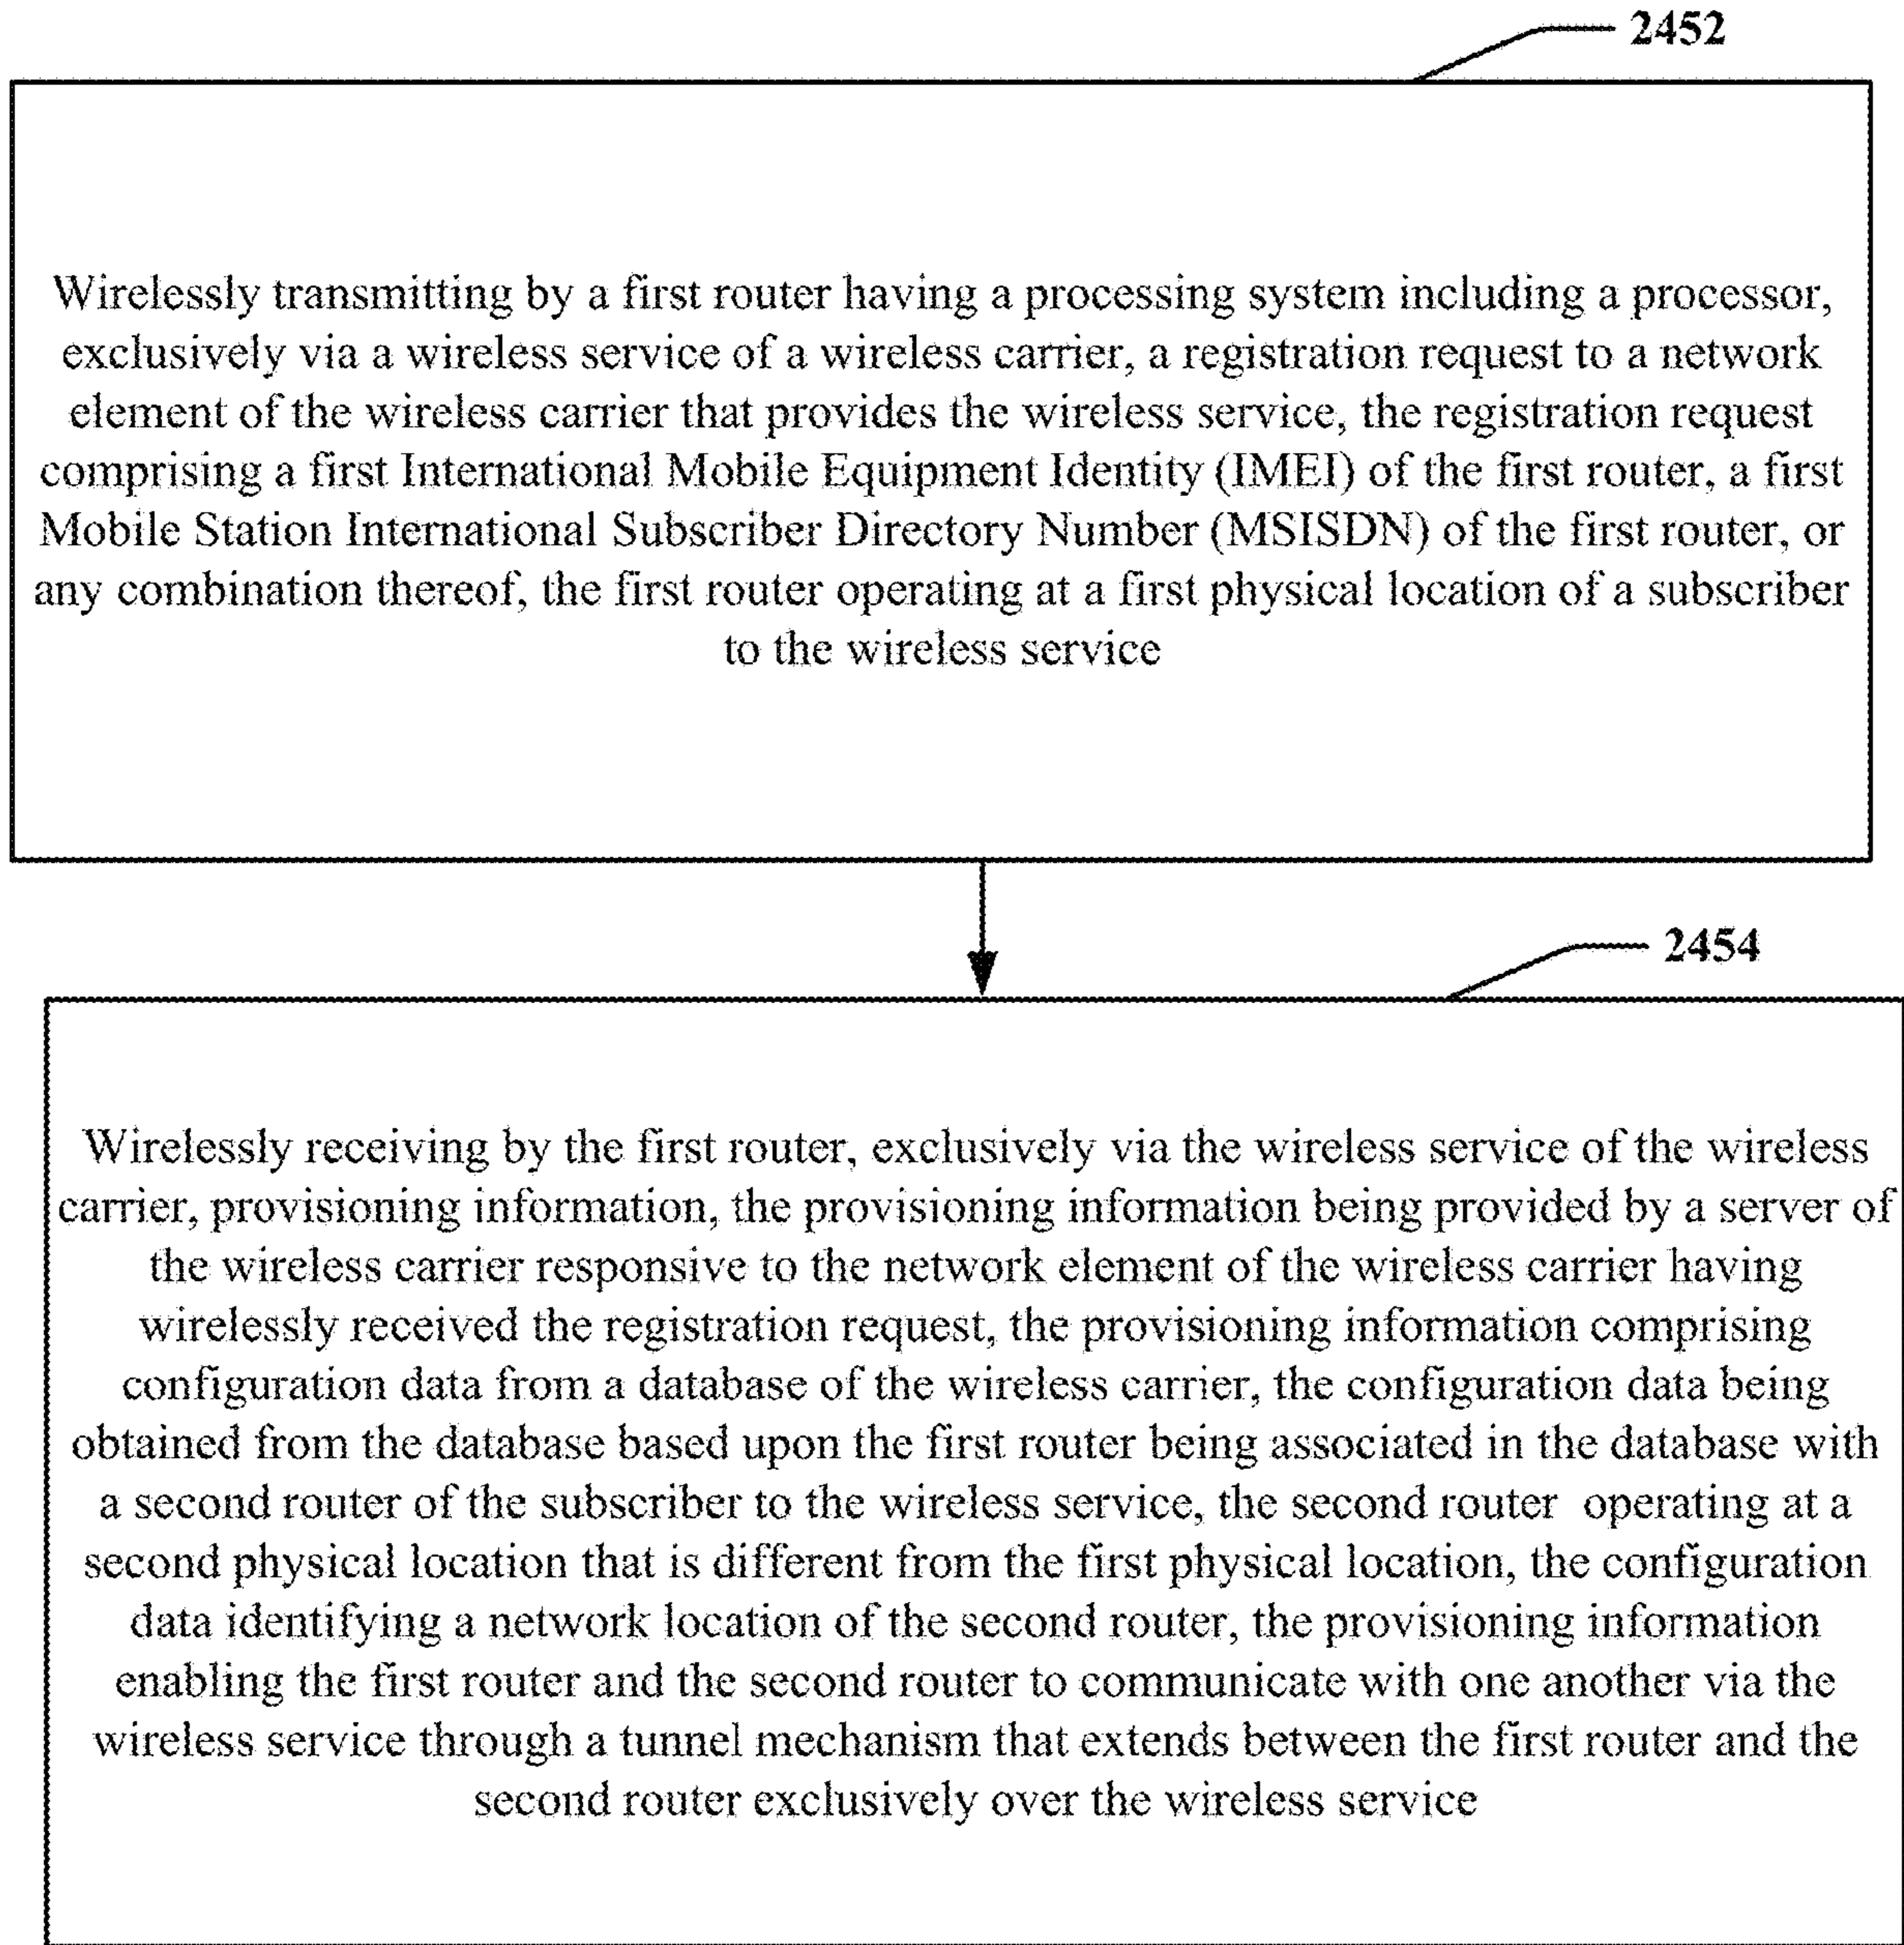 2452
Wirelessly transmitting by a first router having a processing system including a processor,
exclusively via a wireless service of a wireless carrier, a registration request to a network
element of the wireless carrier that provides the wireless service, the registration request
comprising a first International Mobile Equipment Identity (IMEI) of the first router, a first
Mobile Station International Subscriber Directory Number (MSISDN) of the first router, or
any combination thereof, the first router operating at a first physical location of a subscriber
to the wireless service
2454
Wirelessly receiving by the first router, exclusively via the wireless service of the wireless
carrier, provisioning information, the provisioning information being provided by a server of
the wireless carrier responsive to the network element of the wireless carrier having
wirelessly received the registration request, the provisioning information comprising
configuration data from a database of the wireless carrier, the configuration data being
obtained from the database based upon the first router being associated in the database with
a second router of the subscriber to the wireless service, the second router operating at a
second physical location that is different from the first physical location, the configuration
data identifying a network location of the second router, the provisioning information
enabling the first router and the second router to communicate with one another via the
wireless service through a tunnel mechanism that extends between the first router and the
second router exclusively over the wireless service